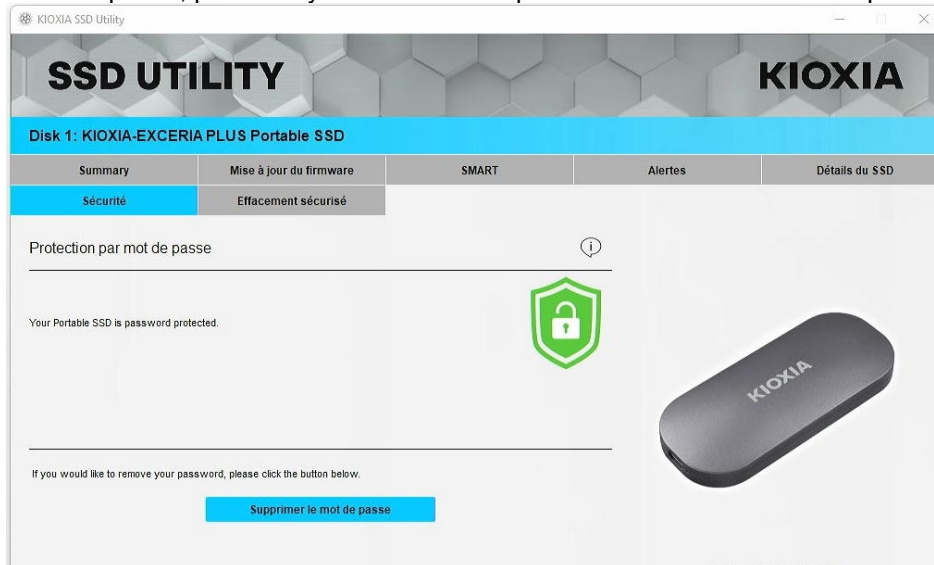 KIOXIA SSD Utility
SSD UTILITY
KIOXIA
Disk 1: KIOXIA-EXCERIA PLUS Portable SSD
Summary Mise à jour du firmware SMART Alertes Détails du SSD
Sécurité Effacement sécurisé
Protection par mot de passe
Your Portable SSD is password protected.
KIOXIA
If you would like to remove your password, please click the button below.
Supprimer le mot de passe